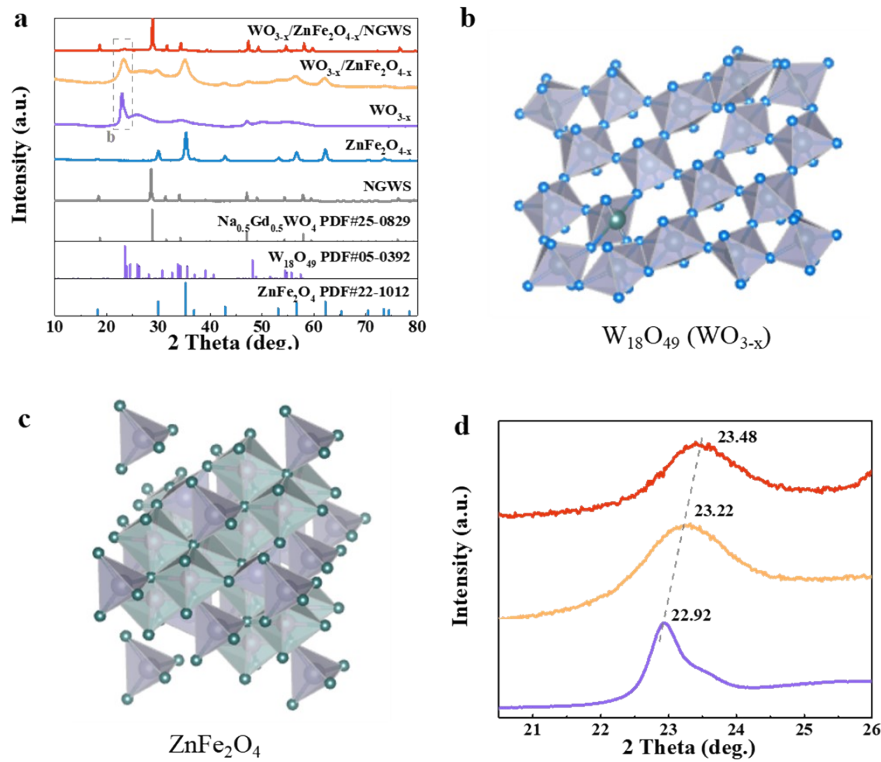 a
WO₃₋ₓ/ZnFe₂O₄₋ₓ/NGWS
WO₃₋ₓ/ZnFe₂O₄₋ₓ
WO₃₋ₓ
b
ZnFe₂O₄₋ₓ
NGWS
Na₀.₅Gd₀.₅WO₄ PDF#25-0829
W₁₈O₄₉ PDF#05-0392
ZnFe₂O₄ PDF#22-1012
10 20 30 40 50 60 70 80
2 Theta (deg.)
Intensity (a.u.)
b
W₁₈O₄₉ (WO₃₋ₓ)
c
ZnFe₂O₄
d
23.48
23.22
22.92
21 22 23 24 25 26
2 Theta (deg.)
Intensity (a.u.)